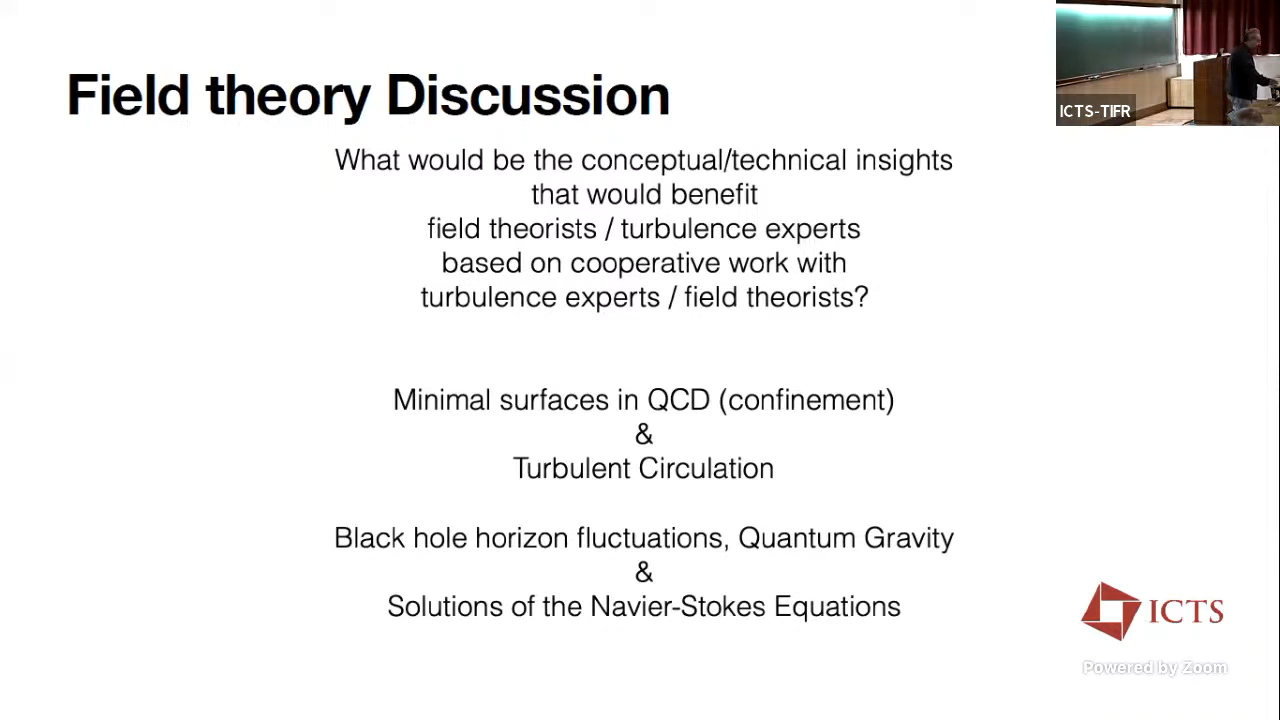 Field theory Discussion
ICTS-TIFR
What would be the conceptual/technical insights
that would benefit
field theorists / turbulence experts
based on cooperative work with
turbulence experts / field theorists?
Minimal surfaces in QCD (confinement)
&
Turbulent Circulation
Black hole horizon fluctuations, Quantum Gravity
&
Solutions of the Navier-Stokes Equations
ICTS
Powered by Zoom